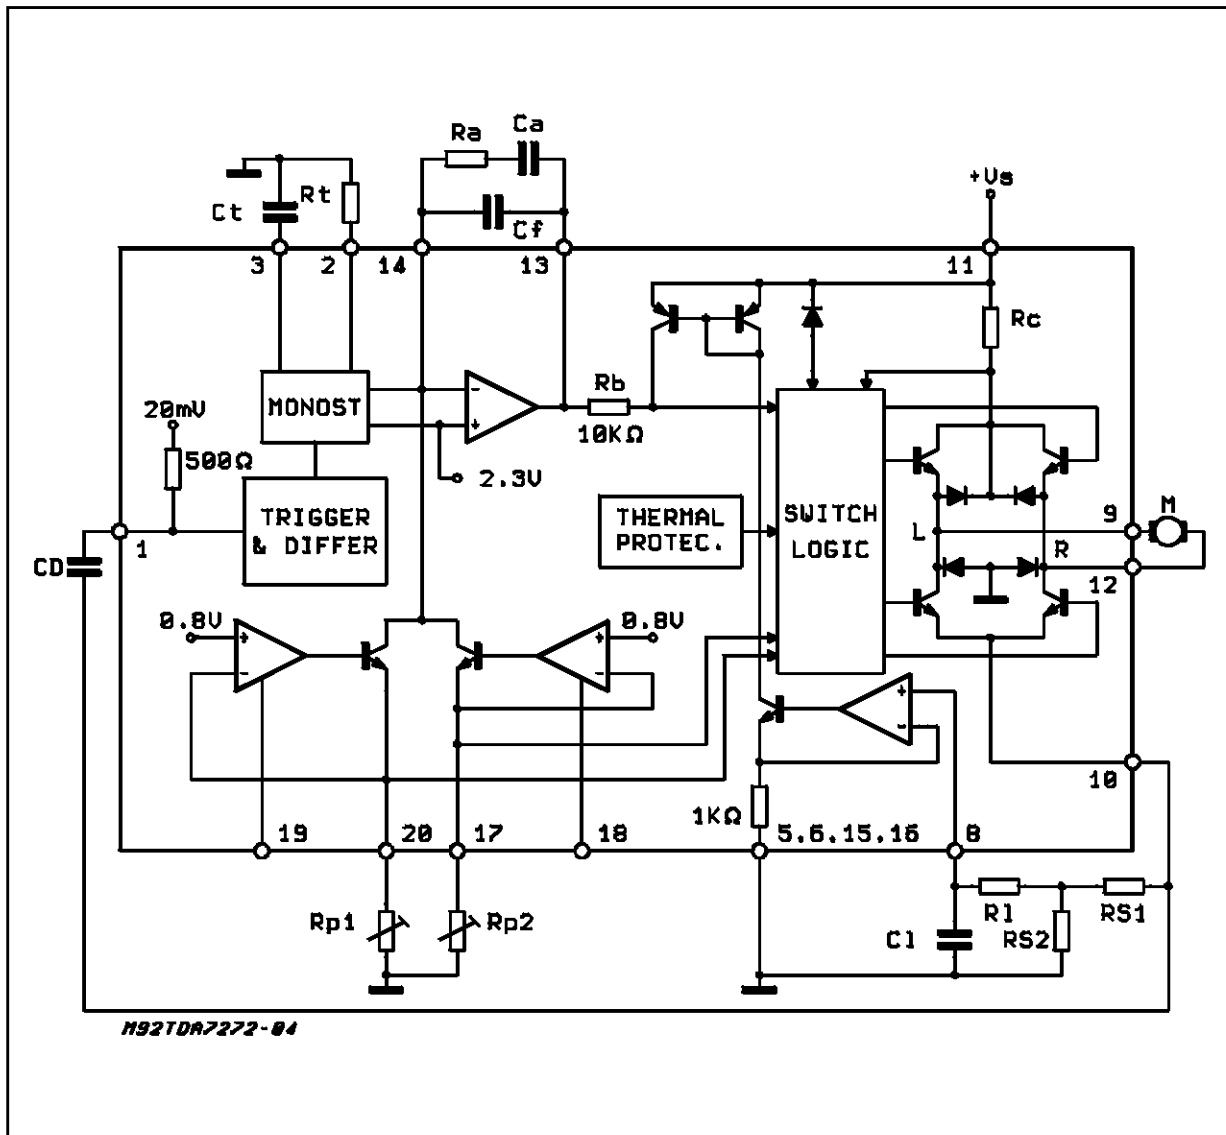 Ra
Ca
Rt
Ct
Cf
+Vs
3
2
14
13
11
Rc
MONOST
-
+
Rb
10KΩ
20mV
500Ω
2.3V
TRIGGER
& DIFFER
THERMAL
PROTEC.
SWITCH
LOGIC
L
R
9
M
1
12
CD
0.8V
+
-
+
-
0.8V
+
-
10
1KΩ
19
20
17
18
5.6.15.16
8
Rp1
Rp2
Rl
RS1
Cl
RS2
M92TDA7272-04